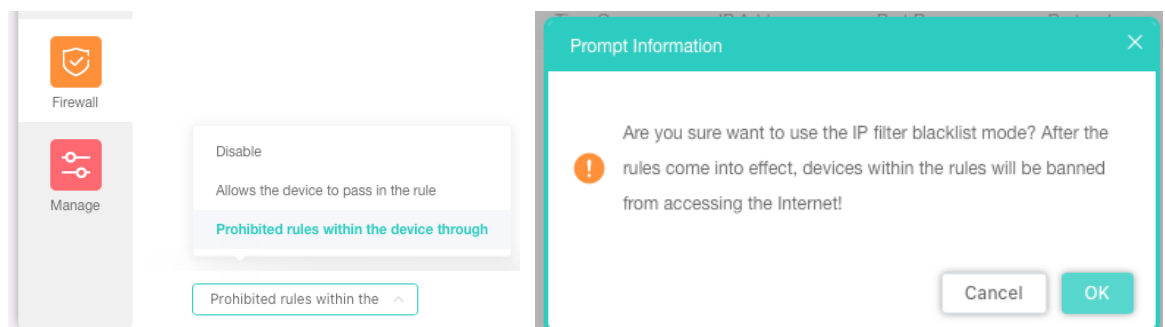 Firewall
Manage
Disable
Allows the device to pass in the rule
Prohibited rules within the device through
Prohibited rules within the
Prompt Information
Are you sure want to use the IP filter blacklist mode? After the
rules come into effect, devices within the rules will be banned
from accessing the Internet!
Cancel
OK